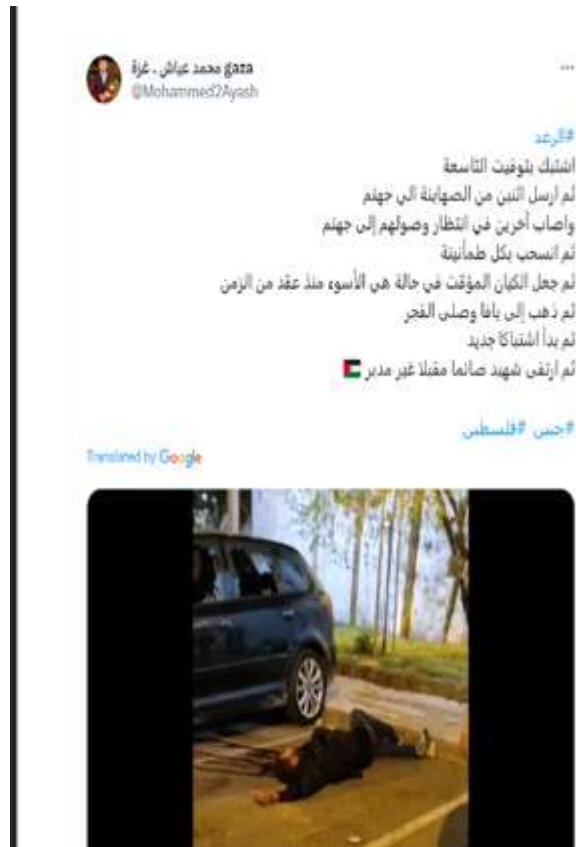 محمد عياش . غزة gaza
@Mohammed2Ayash
#الرعد
اشتبك بتوقيت التاسعة
ثم ارسل اثنين من الصهاينة الى جهنم
واصاب آخرين في انتظار وصولهم إلى جهنم
ثم انسحب بكل طمأنينة
ثم جعل الكيان المؤقت في حالة هي الأسوء منذ عقد من الزمن
ثم ذهب إلى يافا وصلى الفجر
ثم بدأ اشتباكا جديد
ثم ارتقى شهيد صائما مقبلا غير مدبر
#جنين #فلسطين
Translated by Google